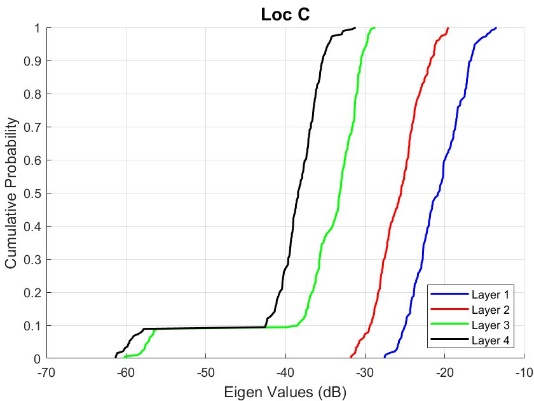 Loc C
Cumulative Probability
1
0.9
0.8
0.7
0.6
0.5
0.4
0.3
0.2
0.1
0
-70 -60 -50 -40 -30 -20 -10
Eigen Values (dB)
Layer 1
Layer 2
Layer 3
Layer 4